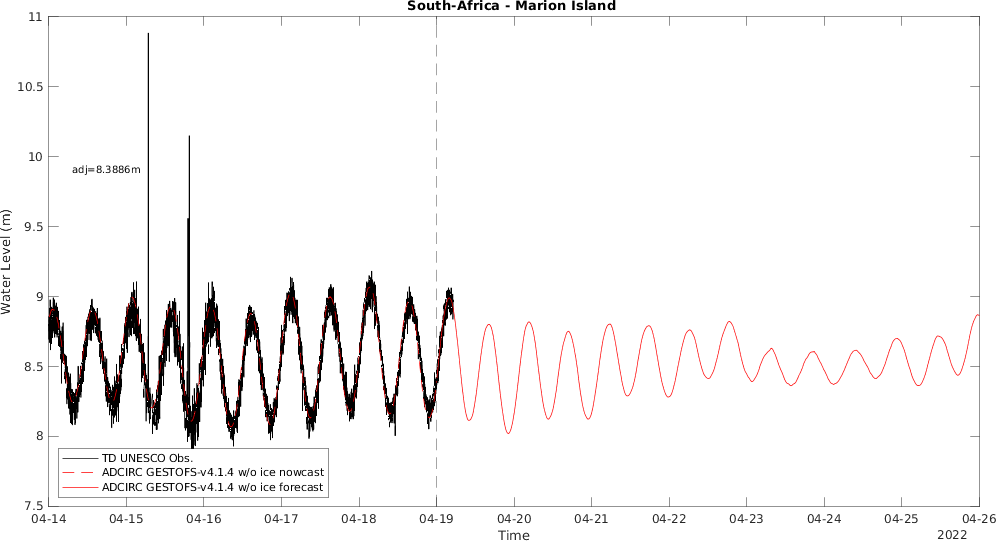 South-Africa - Marion Island
11
10.5
10
9.5
9
8.5
8
7.5
Water Level (m)
adj=8.3886m
TD UNESCO Obs.
ADCIRC GESTOFS-v4.1.4 w/o ice nowcast
ADCIRC GESTOFS-v4.1.4 w/o ice forecast
04-14 04-15 04-16 04-17 04-18 04-19 04-20 04-21 04-22 04-23 04-24 04-25 04-26
Time
2022